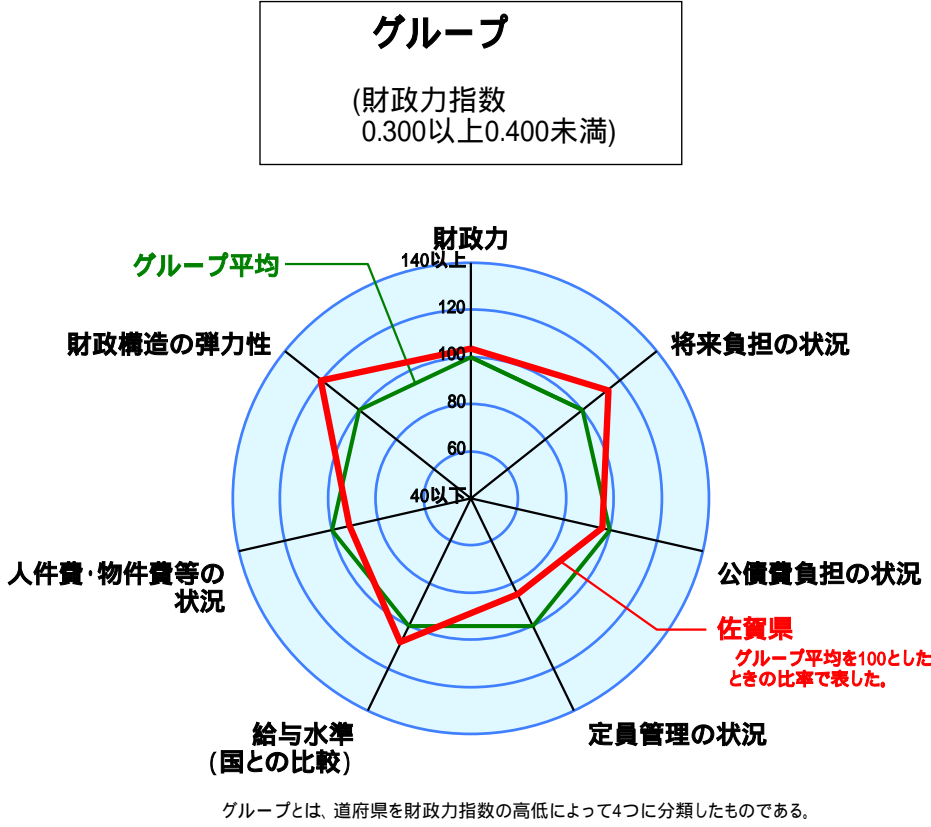 グループ
(財政力指数
0.300以上0.400未満)
財政力
グループ平均
140以上
120
100
80
60
40以下
財政構造の弾力性
将来負担の状況
人件費・物件費等の
状況
公債費負担の状況
佐賀県
グループ平均を100とした
ときの比率で表した。
給与水準
(国との比較)
定員管理の状況
グループとは、道府県を財政力指数の高低によって4つに分類したものである。